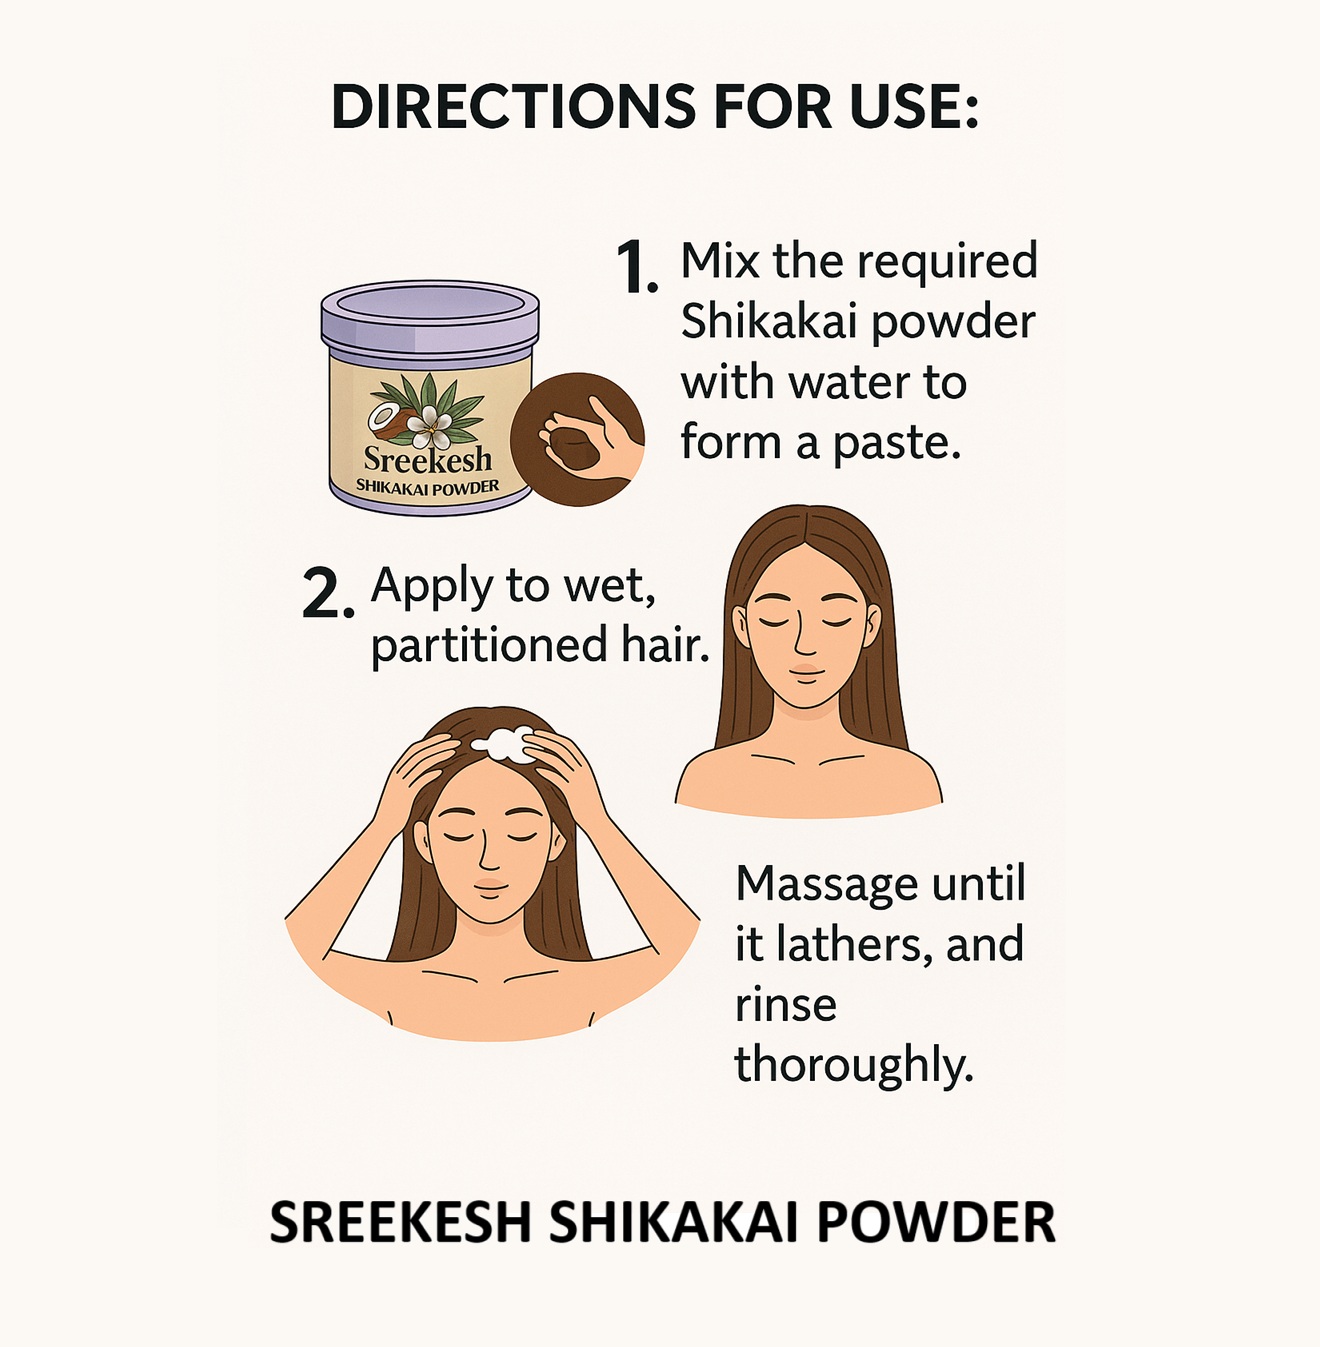 DIRECTIONS FOR USE:
1. Mix the required
Shikakai powder
with water to
form a paste.
Sreekesh
SHIKAKAI POWDER
2. Apply to wet,
partitioned hair.
Massage until
it lathers, and
rinse
thoroughly.
SREEKESH SHIKAKAI POWDER